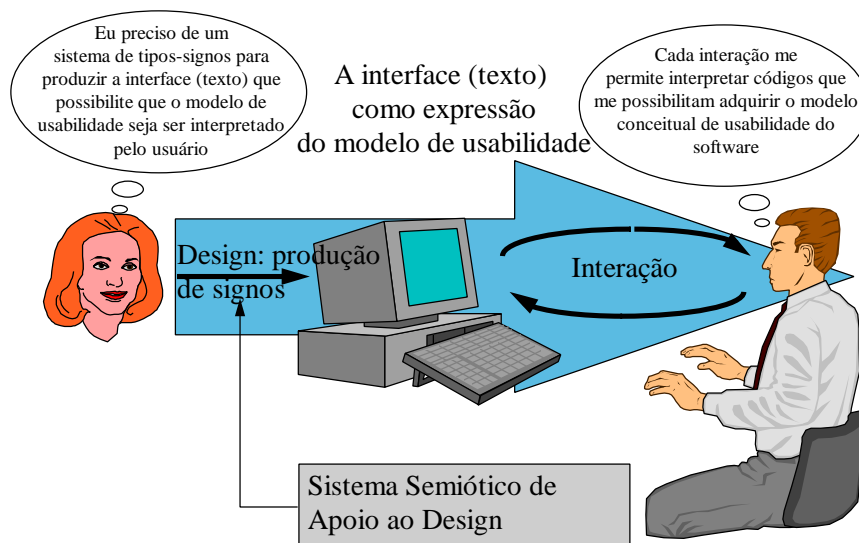 Eu preciso de um
sistema de tipos-signos para
produzir a interface (texto) que
possibilite que o modelo de
usabilidade seja ser interpretado
pelo usuário
A interface (texto)
como expressão
do modelo de usabilidade
Cada interação me
permite interpretar códigos que
me possibilitam adquirir o modelo
conceitual de usabilidade do
software
Design: produção
de signos
Interação
Sistema Semiótico de
Apoio ao Design